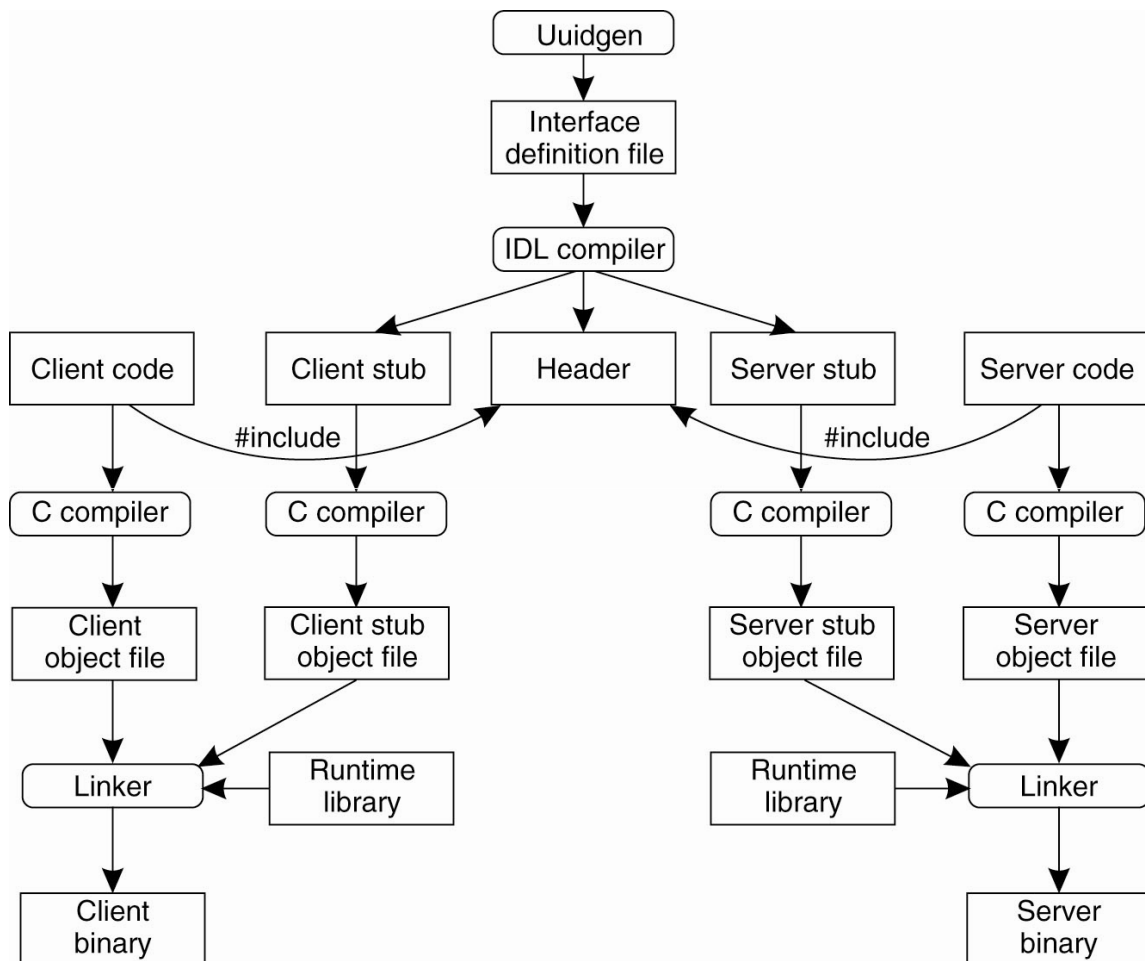 Uuidgen
Interface
definition file
IDL compiler
Client code
Client stub
Header
Server stub
Server code
#include
#include
C compiler
C compiler
C compiler
C compiler
Client
object file
Client stub
object file
Server stub
object file
Server
object file
Linker
Runtime
library
Runtime
library
Linker
Client
binary
Server
binary